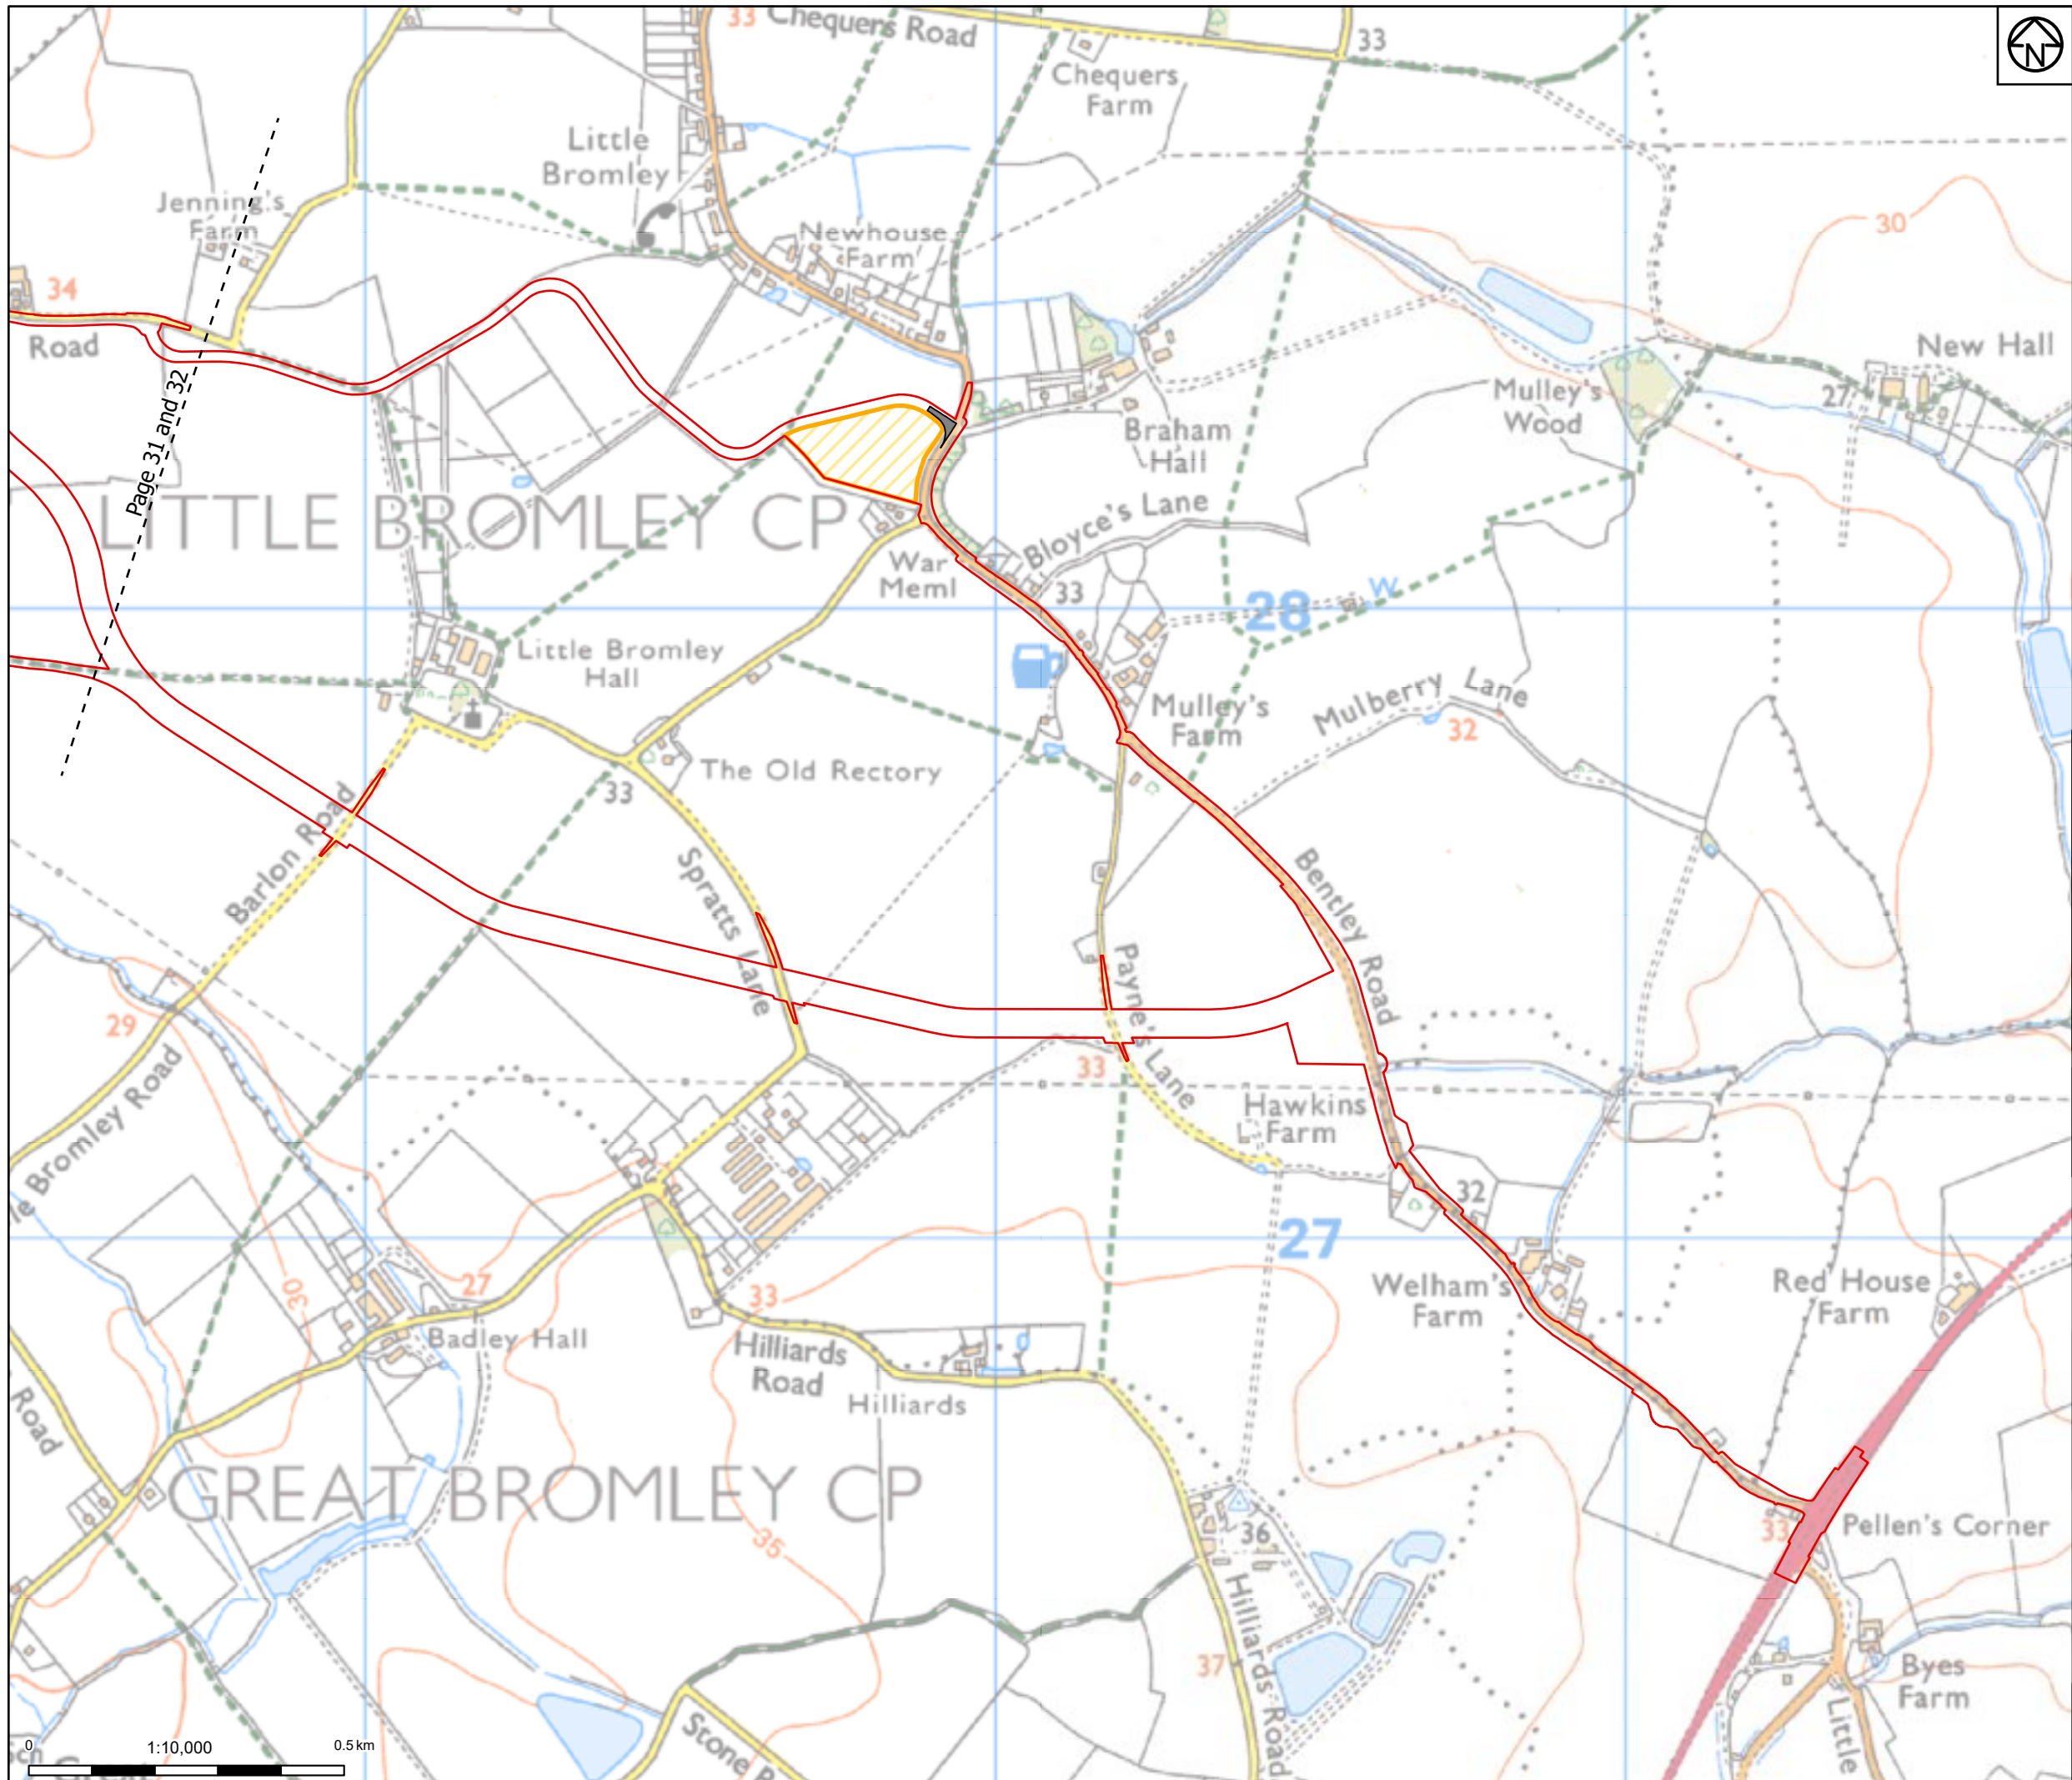 33
Chequers Road
33
N
Chequers
Farm
Little
Bromley
Jenning's
Farm
Newhouse
Farm
30
34
Road
New Hall
27
Mulley's
Wood
Page 31 and 32
Braham
Hall
LITTLE BROMLEY CP
Bloyce's Lane
War
Meml
33
28
W
Little Bromley
Hall
Mulley's
Farm
Mulberry Lane
32
The Old Rectory
33
Barlon Road
Spratts Lane
Bentley Road
Payne's Lane
29
33
le Bromley Road
Hawkins
Farm
32
27
Welham's
Farm
Red House
Farm
30
27
33
Badley Hall
Hilliards
Road
Hilliards
Road
GREAT BROMLEY CP
35
36
33
Pellen's Corner
Hilliards Road
37
Byes
Farm
Little
Stone
0
1:10,000
0.5 km